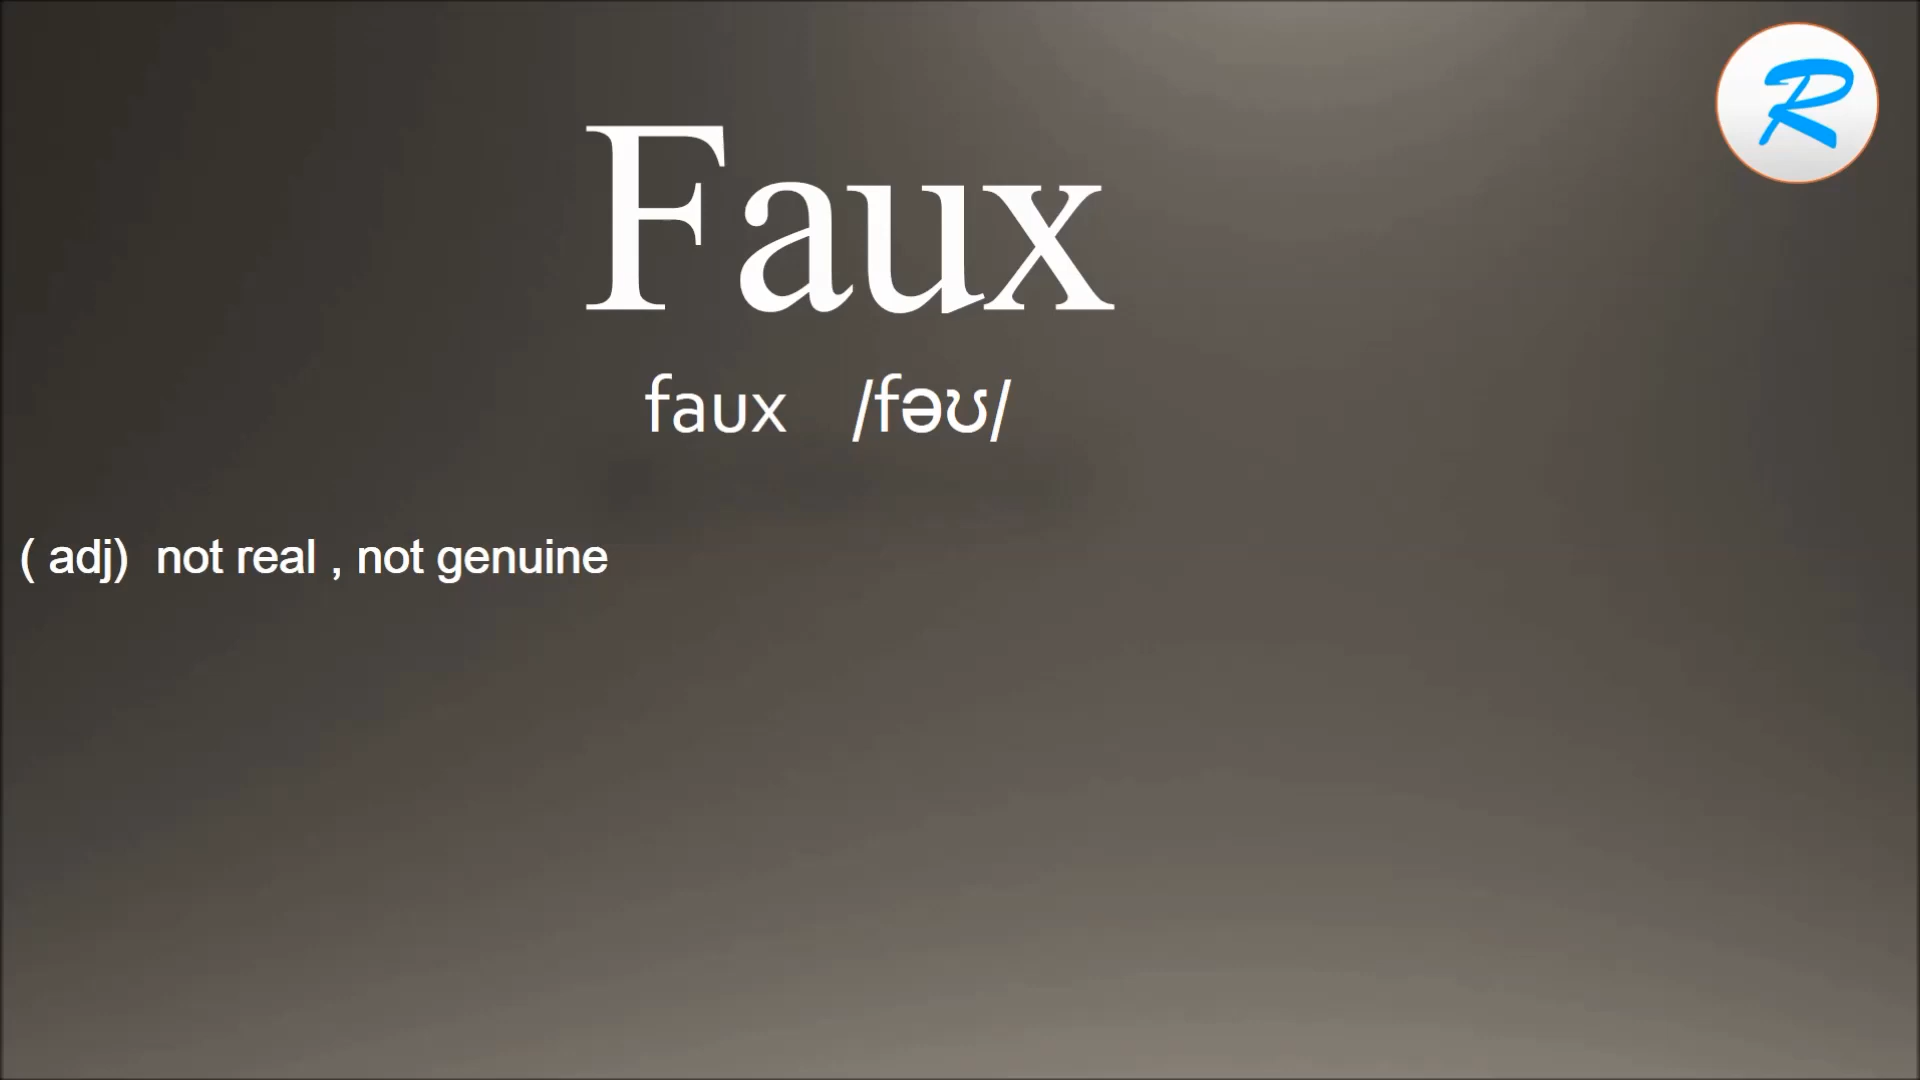 R
Faux
faux /fəʊ/
( adj) not real , not genuine